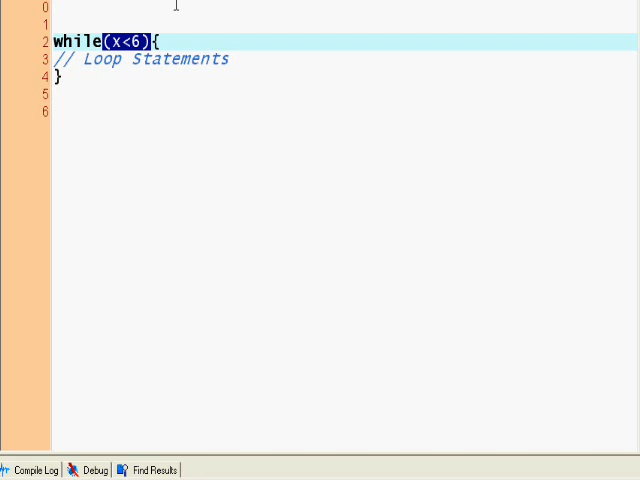 0
1
2 while(x<6){
3 // Loop Statements
4 }
5
6
Compile Log Debug Find Results